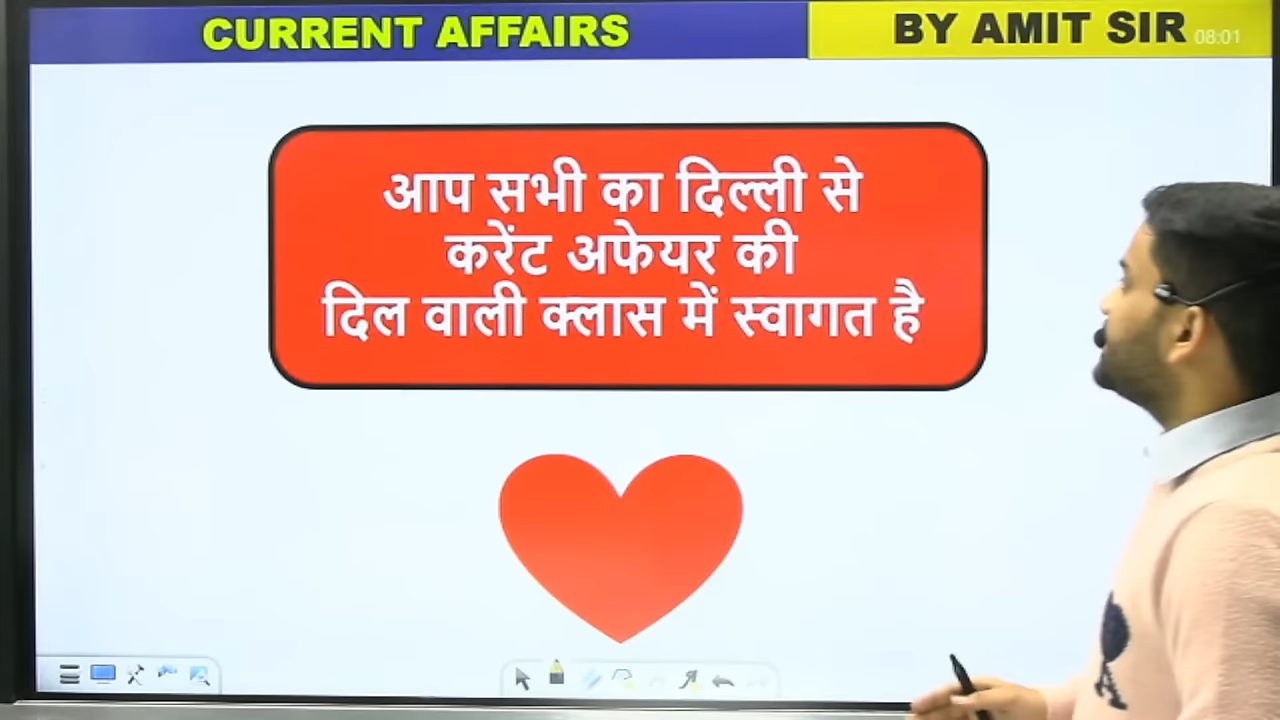 CURRENT AFFAIRS
BY AMIT SIR
08:01
आप सभी का दिल्ली से
करेंट अफेयर की
दिल वाली क्लास में स्वागत है